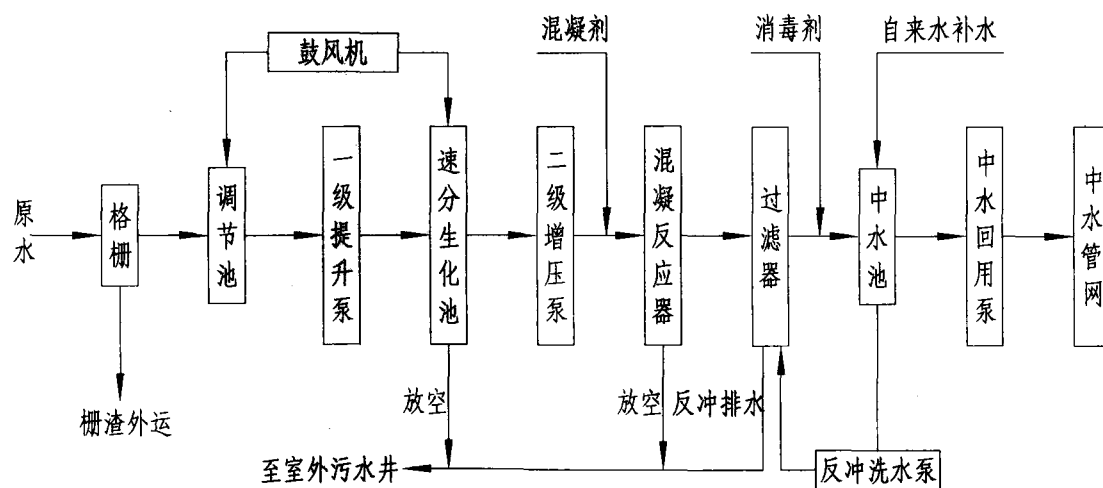 混凝剂
消毒剂
自来水补水
鼓风机
原水
格栅
调节池
一级提升泵
速分生化池
二级增压泵
混凝反应器
过滤器
中水池
中水回用泵
中水管网
放空
放空
反冲排水
栅渣外运
至室外污水井
反冲洗水泵